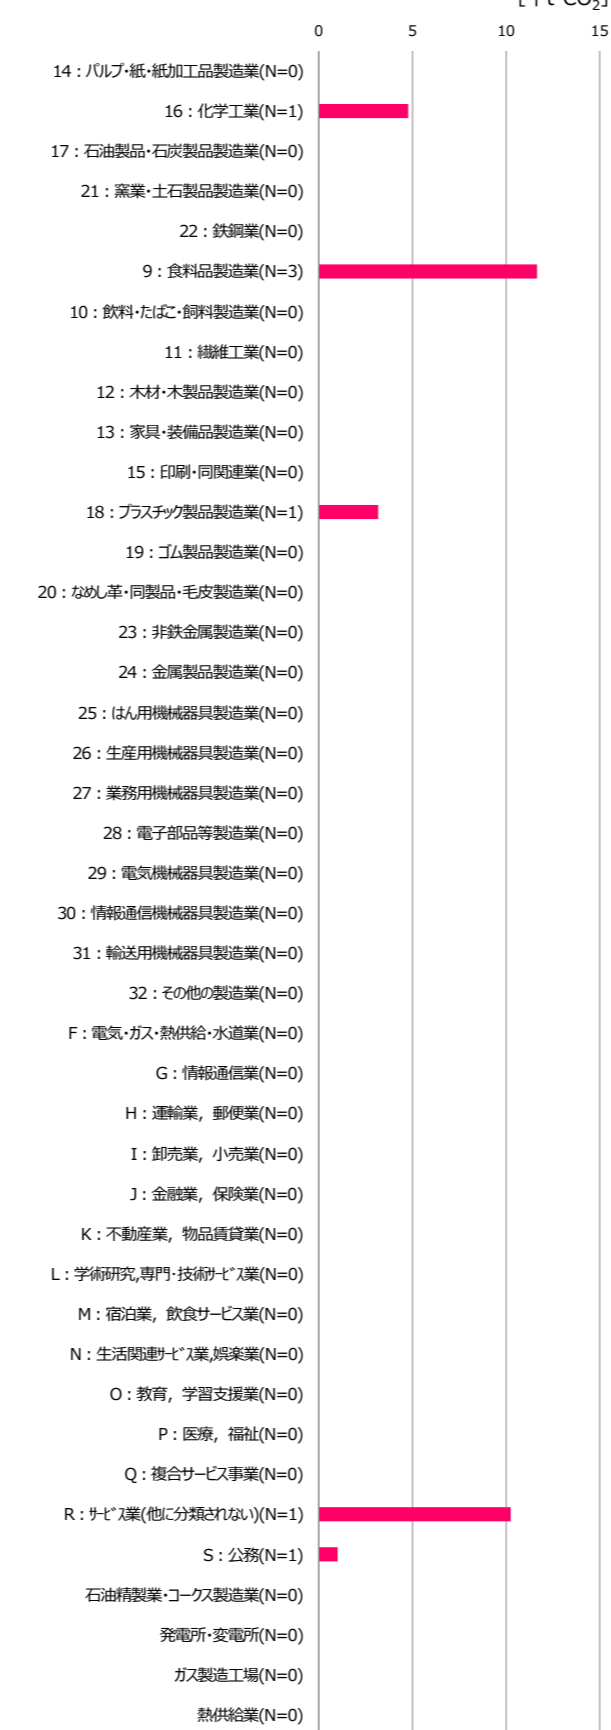 [千t-CO₂]
0 5 10 15
14：パルプ・紙・紙加工品製造業(N=0)
16：化学工業(N=1)
17：石油製品・石炭製品製造業(N=0)
21：窯業・土石製品製造業(N=0)
22：鉄鋼業(N=0)
9：食料品製造業(N=3)
10：飲料・たばこ・飼料製造業(N=0)
11：繊維工業(N=0)
12：木材・木製品製造業(N=0)
13：家具・装備品製造業(N=0)
15：印刷・同関連業(N=0)
18：プラスチック製品製造業(N=1)
19：ゴム製品製造業(N=0)
20：なめし革・同製品・毛皮製造業(N=0)
23：非鉄金属製造業(N=0)
24：金属製品製造業(N=0)
25：はん用機械器具製造業(N=0)
26：生産用機械器具製造業(N=0)
27：業務用機械器具製造業(N=0)
28：電子部品等製造業(N=0)
29：電気機械器具製造業(N=0)
30：情報通信機械器具製造業(N=0)
31：輸送用機械器具製造業(N=0)
32：その他の製造業(N=0)
F：電気・ガス・熱供給・水道業(N=0)
G：情報通信業(N=0)
H：運輸業，郵便業(N=0)
I：卸売業，小売業(N=0)
J：金融業，保険業(N=0)
K：不動産業，物品賃貸業(N=0)
L：学術研究,専門・技術ｻｰﾋﾞｽ業(N=0)
M：宿泊業，飲食サービス業(N=0)
N：生活関連ｻｰﾋﾞｽ業,娯楽業(N=0)
O：教育，学習支援業(N=0)
P：医療，福祉(N=0)
Q：複合サービス事業(N=0)
R：ｻｰﾋﾞｽ業(他に分類されない)(N=1)
S：公務(N=1)
石油精製業・コークス製造業(N=0)
発電所・変電所(N=0)
ガス製造工場(N=0)
熱供給業(N=0)